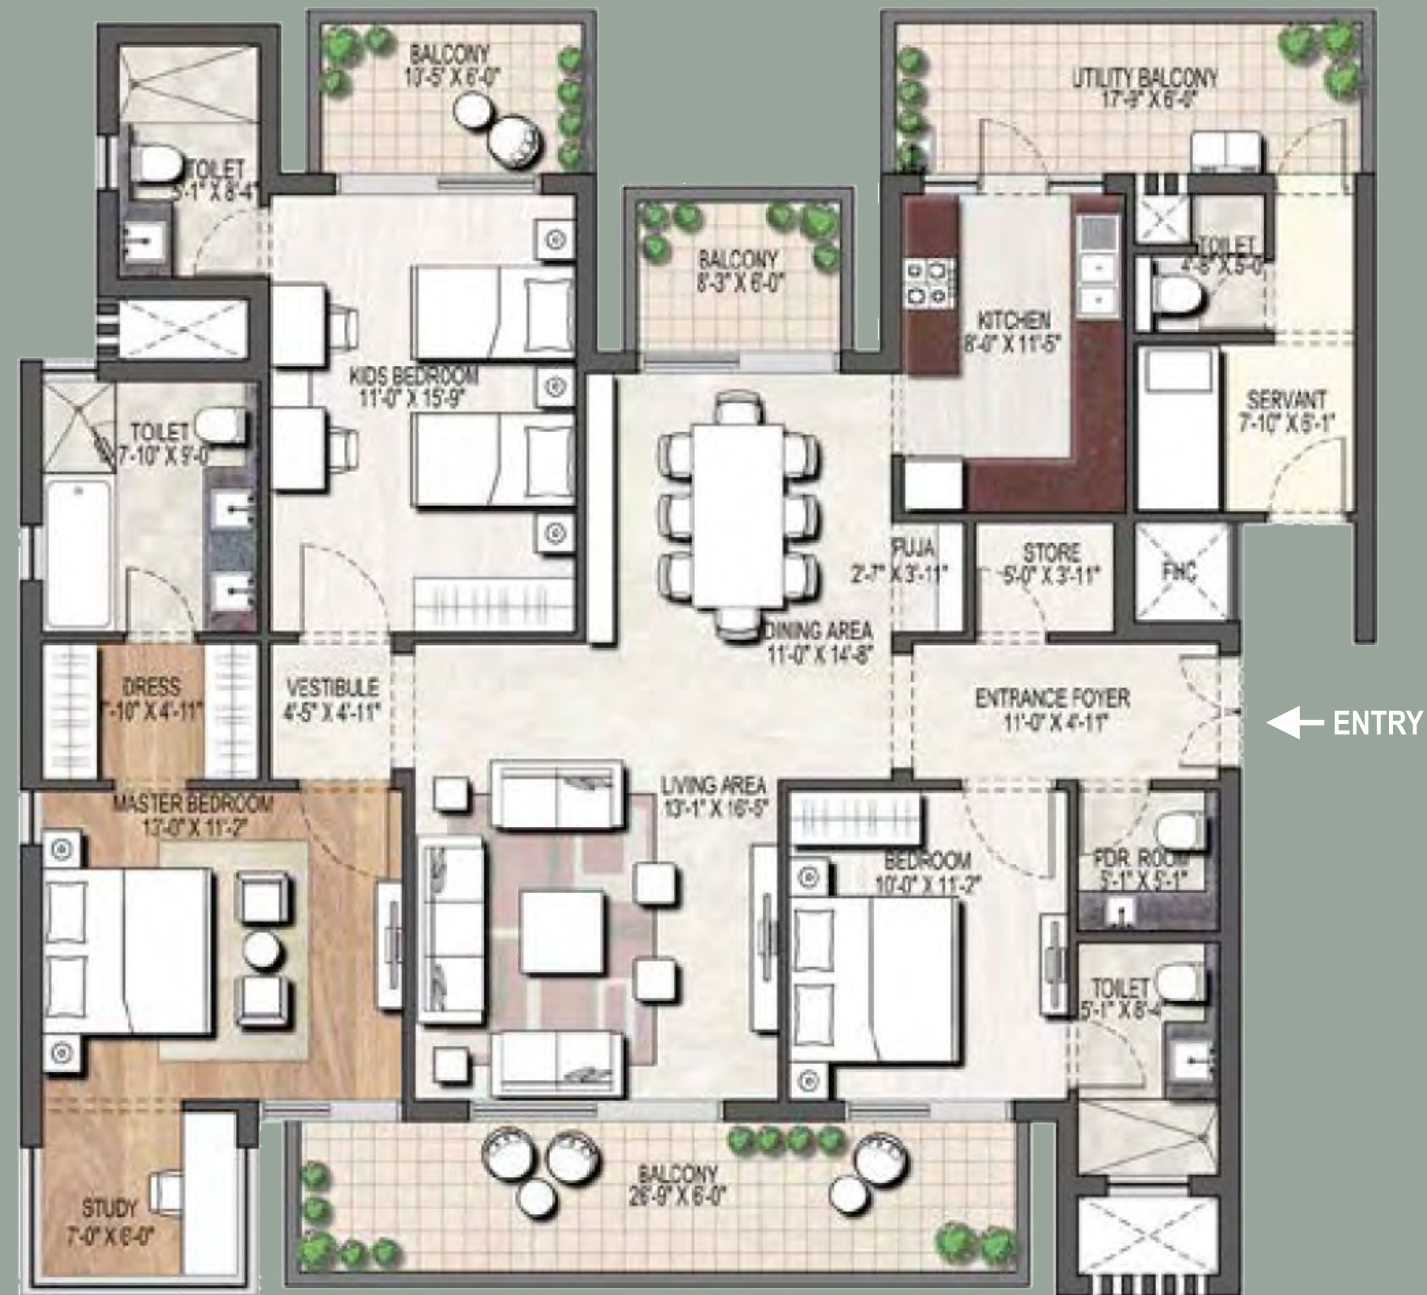 BALCONY
10'-5" X 6'-0"
UTILITY BALCONY
17'-9" X 6'-0"
TOILET
5'-1" X 8'-4"
BALCONY
8'-3" X 6'-0"
TOILET
4'-6" X 5'-0"
KITCHEN
8'-0" X 11'-5"
KIDS BEDROOM
11'-0" X 15'-9"
SERVANT
7'-10" X 6'-1"
TOILET
7'-10" X 9'-0"
PUJA
2'-7" X 3'-11"
STORE
5'-0" X 3'-11"
FHC
DINING AREA
11'-0" X 14'-8"
DRESS
7'-10" X 4'-11"
VESTIBULE
4'-5" X 4'-11"
ENTRANCE FOYER
11'-0" X 4'-11"
ENTRY
MASTER BEDROOM
13'-0" X 11'-2"
LIVING AREA
13'-1" X 16'-5"
BEDROOM
10'-0" X 11'-2"
PDR. ROOM
5'-1" X 5'-1"
TOILET
5'-1" X 8'-4
BALCONY
26'-9" X 6'-0"
STUDY
7'-0" X 6'-0"